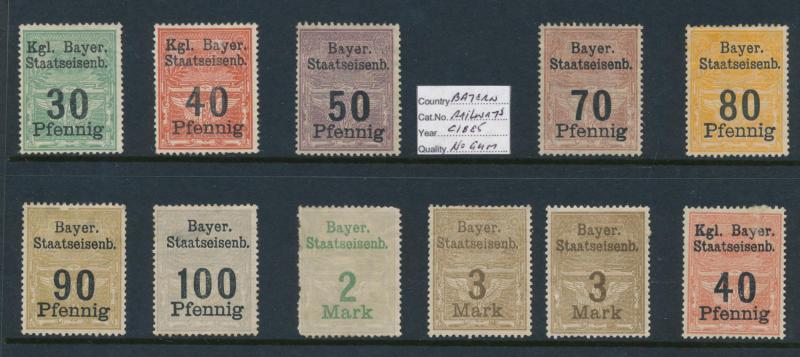 Kgl. Bayer.
Staatseisenb.
30
Pfennig
Kgl. Bayer.
Staatseisenb.
40
Pfennig
Bayer.
Staatseisenb.
50
Pfennig
Country BAYERN
Cat.No. RAILWAYS
Year C1885
Quality No GUM
Bayer.
Staatseisenb.
70
Pfennig
Bayer.
Staatseisenb.
80
Pfennig
Bayer.
Staatseisenb.
90
Pfennig
Bayer.
Staatseisenb.
100
Pfennig
Bayer.
Staatseisenb.
2
Mark
Bayer.
Staatseisenb.
3
Mark
Bayer.
Staatseisenb.
3
Mark
Kgl. Bayer.
Staatseisenb.
40
Pfennig